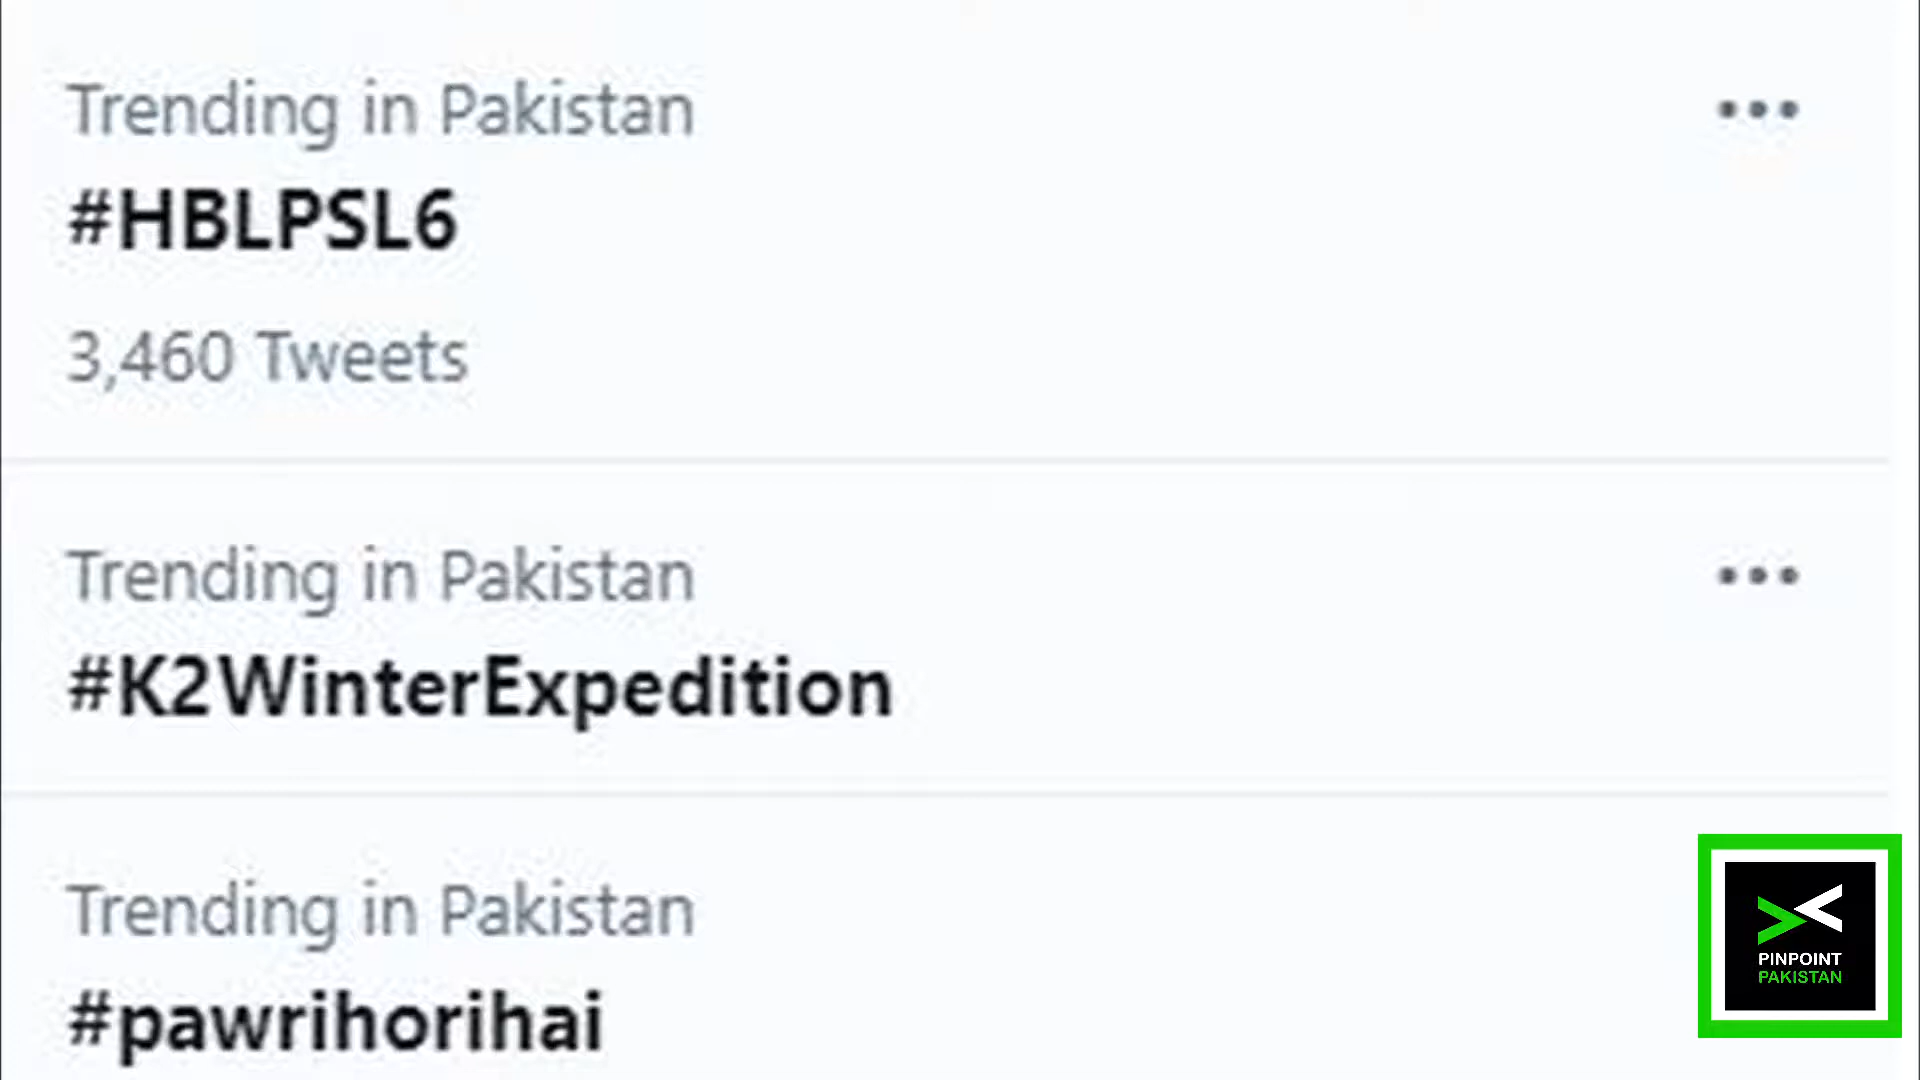 Trending in Pakistan
#HBLPSL6
3,460 Tweets
Trending in Pakistan
#K2WinterExpedition
Trending in Pakistan
#pawrihorihai
PINPOINT
PAKISTAN